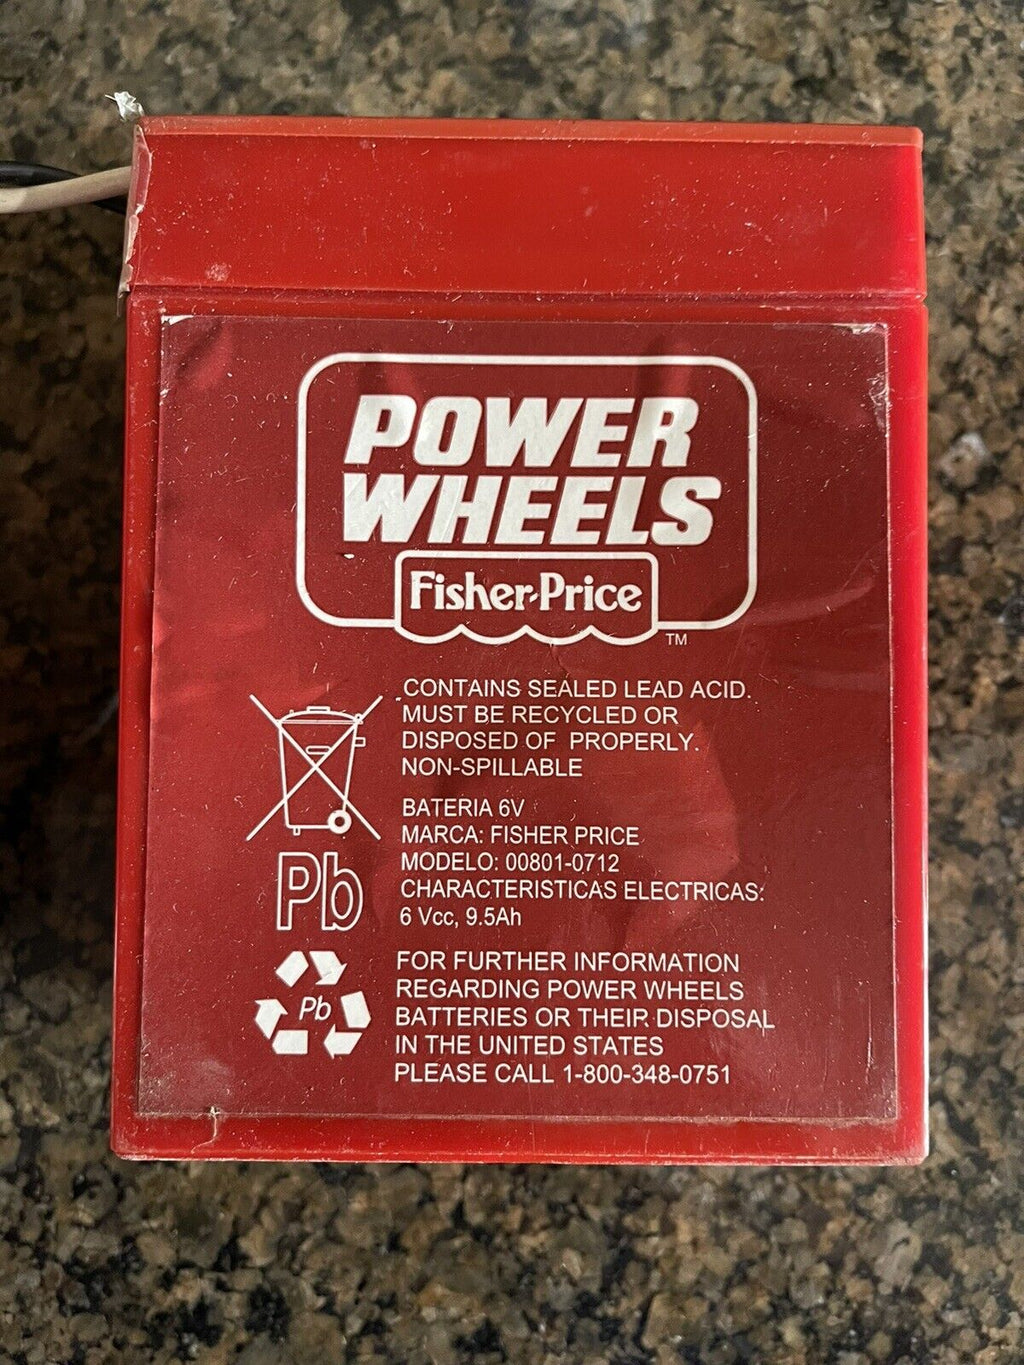 POWER
WHEELS
Fisher-Price
TM
CONTAINS SEALED LEAD ACID.
MUST BE RECYCLED OR
DISPOSED OF PROPERLY.
NON-SPILLABLE
BATERIA 6V
MARCA: FISHER PRICE
MODELO: 00801-0712
CHARACTERISTICAS ELECTRICAS:
6 Vcc, 9.5Ah
Pb
Pb
FOR FURTHER INFORMATION
REGARDING POWER WHEELS
BATTERIES OR THEIR DISPOSAL
IN THE UNITED STATES
PLEASE CALL 1-800-348-0751